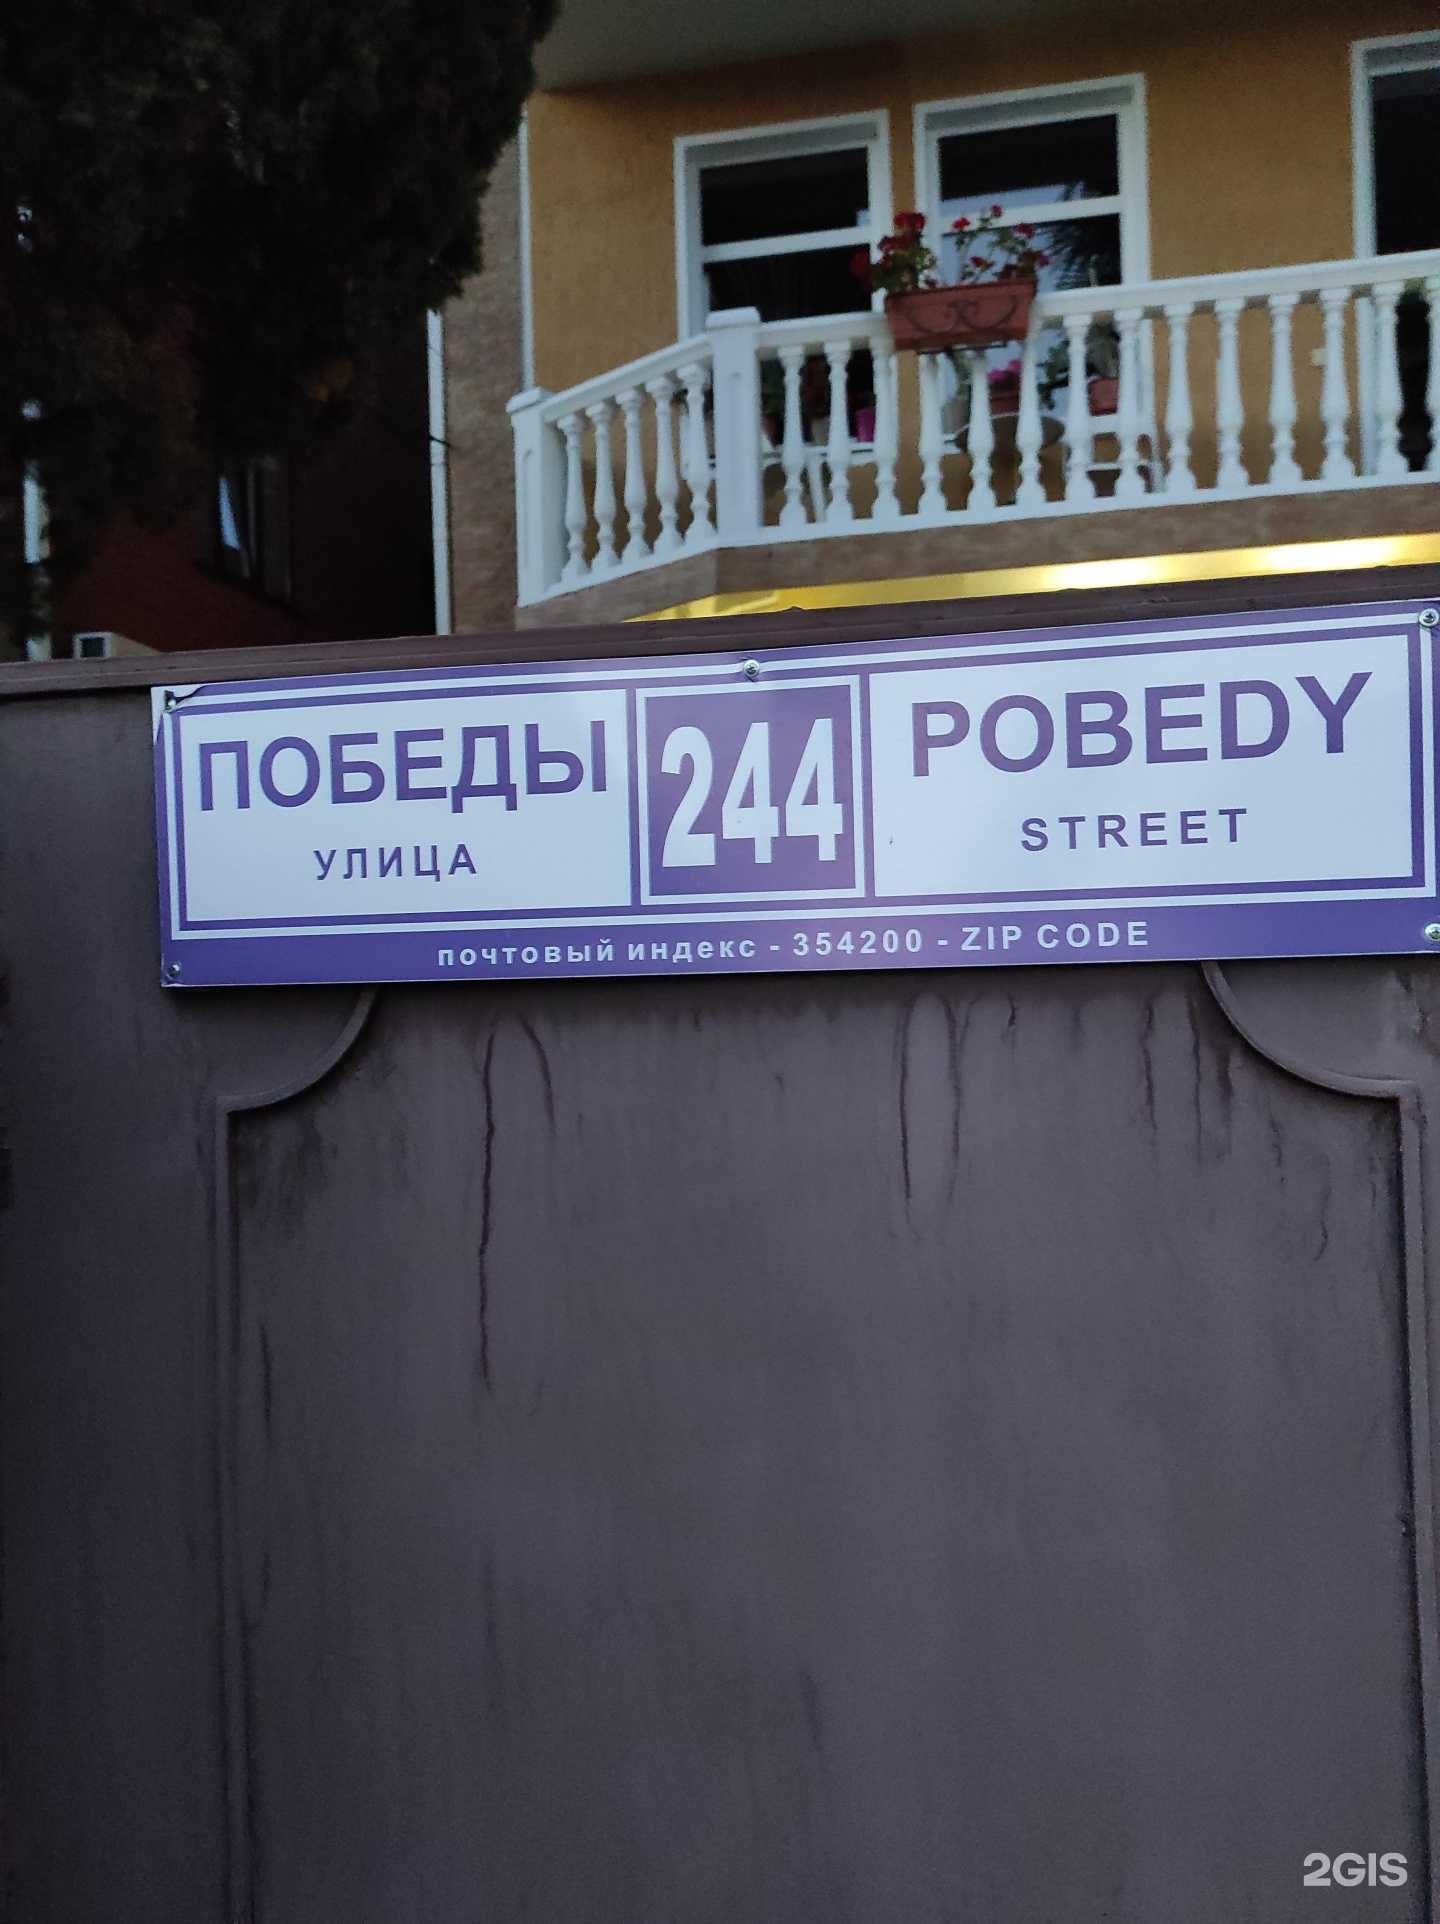 ПОБЕДЫ
УЛИЦА
244
POBEDY
STREET
почтовый индекс - 354200 - ZIP CODE
2GIS